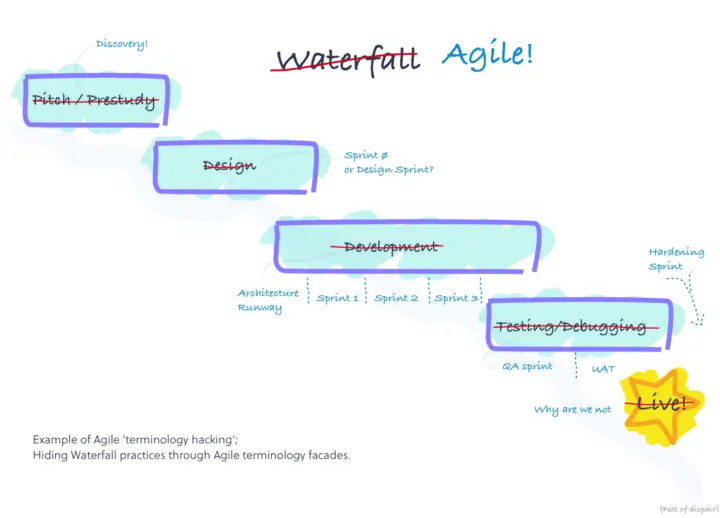 Discovery!
Waterfall Agile!
Pitch / Prestudy
Design
Sprint ø
or Design Sprint?
Development
Hardening
Sprint
Architecture
Runway
Sprint 1
Sprint 2
Sprint 3
Testing/Debugging
QA sprint
UAT
Why are we not
Live!
Example of Agile ‘terminology hacking’;
Hiding Waterfall practices through Agile terminology facades.
(Pool of dispair)